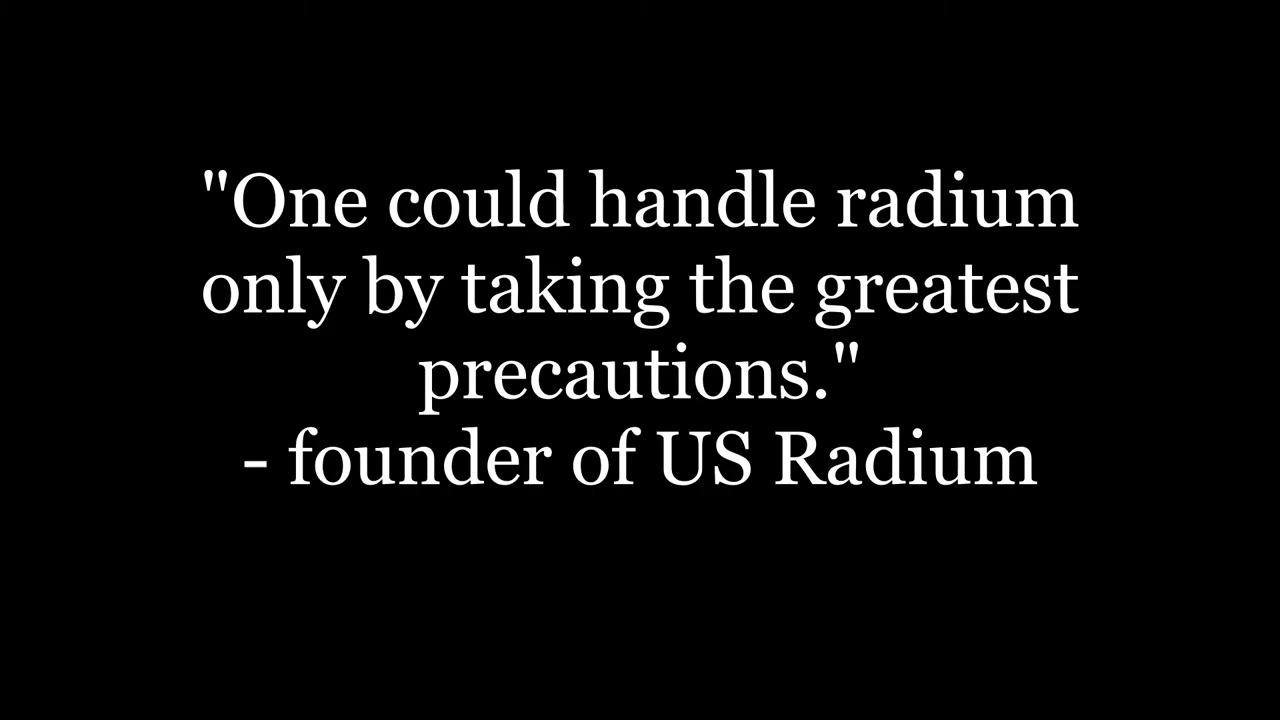 "One could handle radium
only by taking the greatest
precautions."
- founder of US Radium